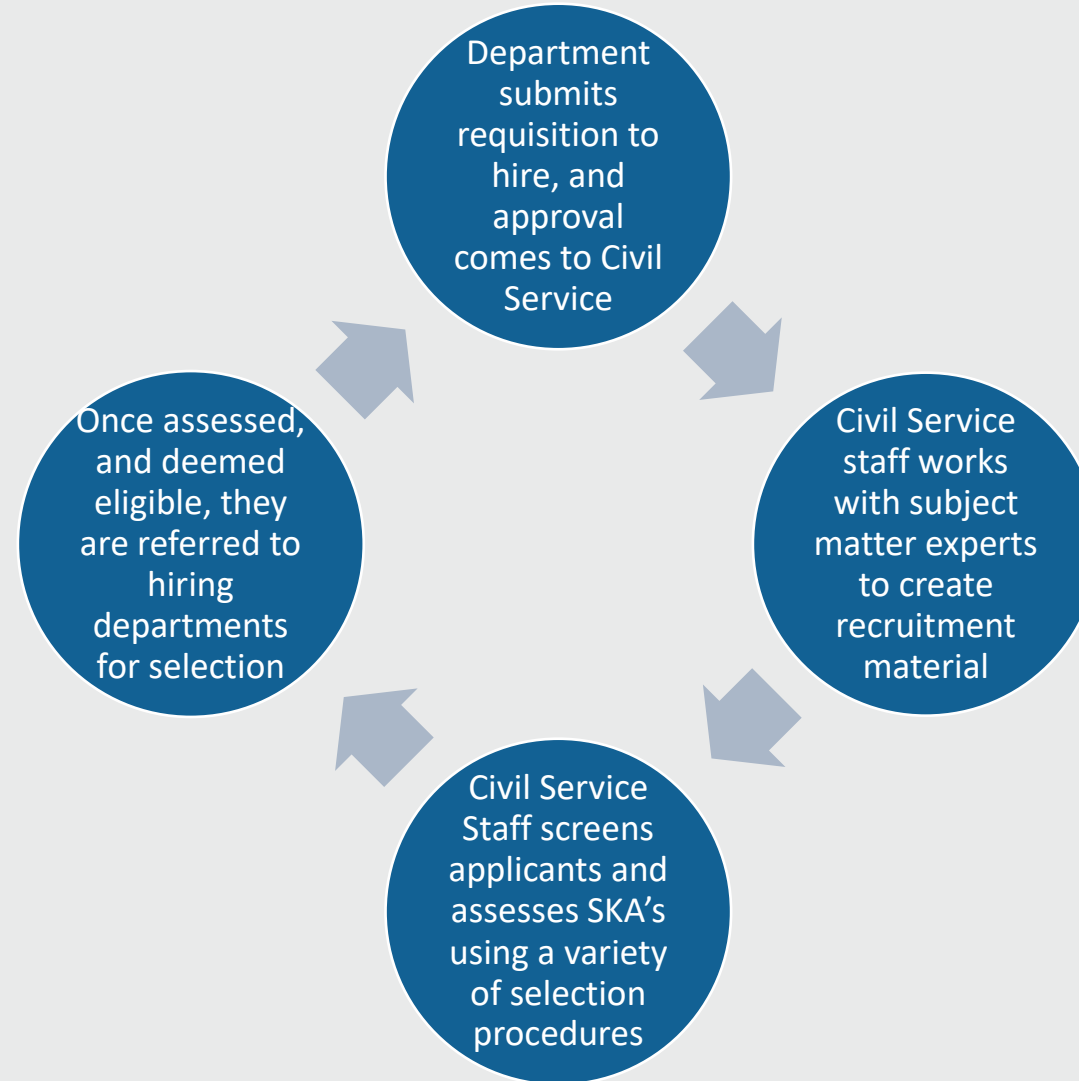 Department
submits
requisition to
hire, and
approval
comes to Civil
Service
Civil Service
staff works
with subject
matter experts
to create
recruitment
material
Civil Service
Staff screens
applicants and
assesses SKA's
using a variety
of selection
procedures
Once assessed,
and deemed
eligible, they
are referred to
hiring
departments
for selection